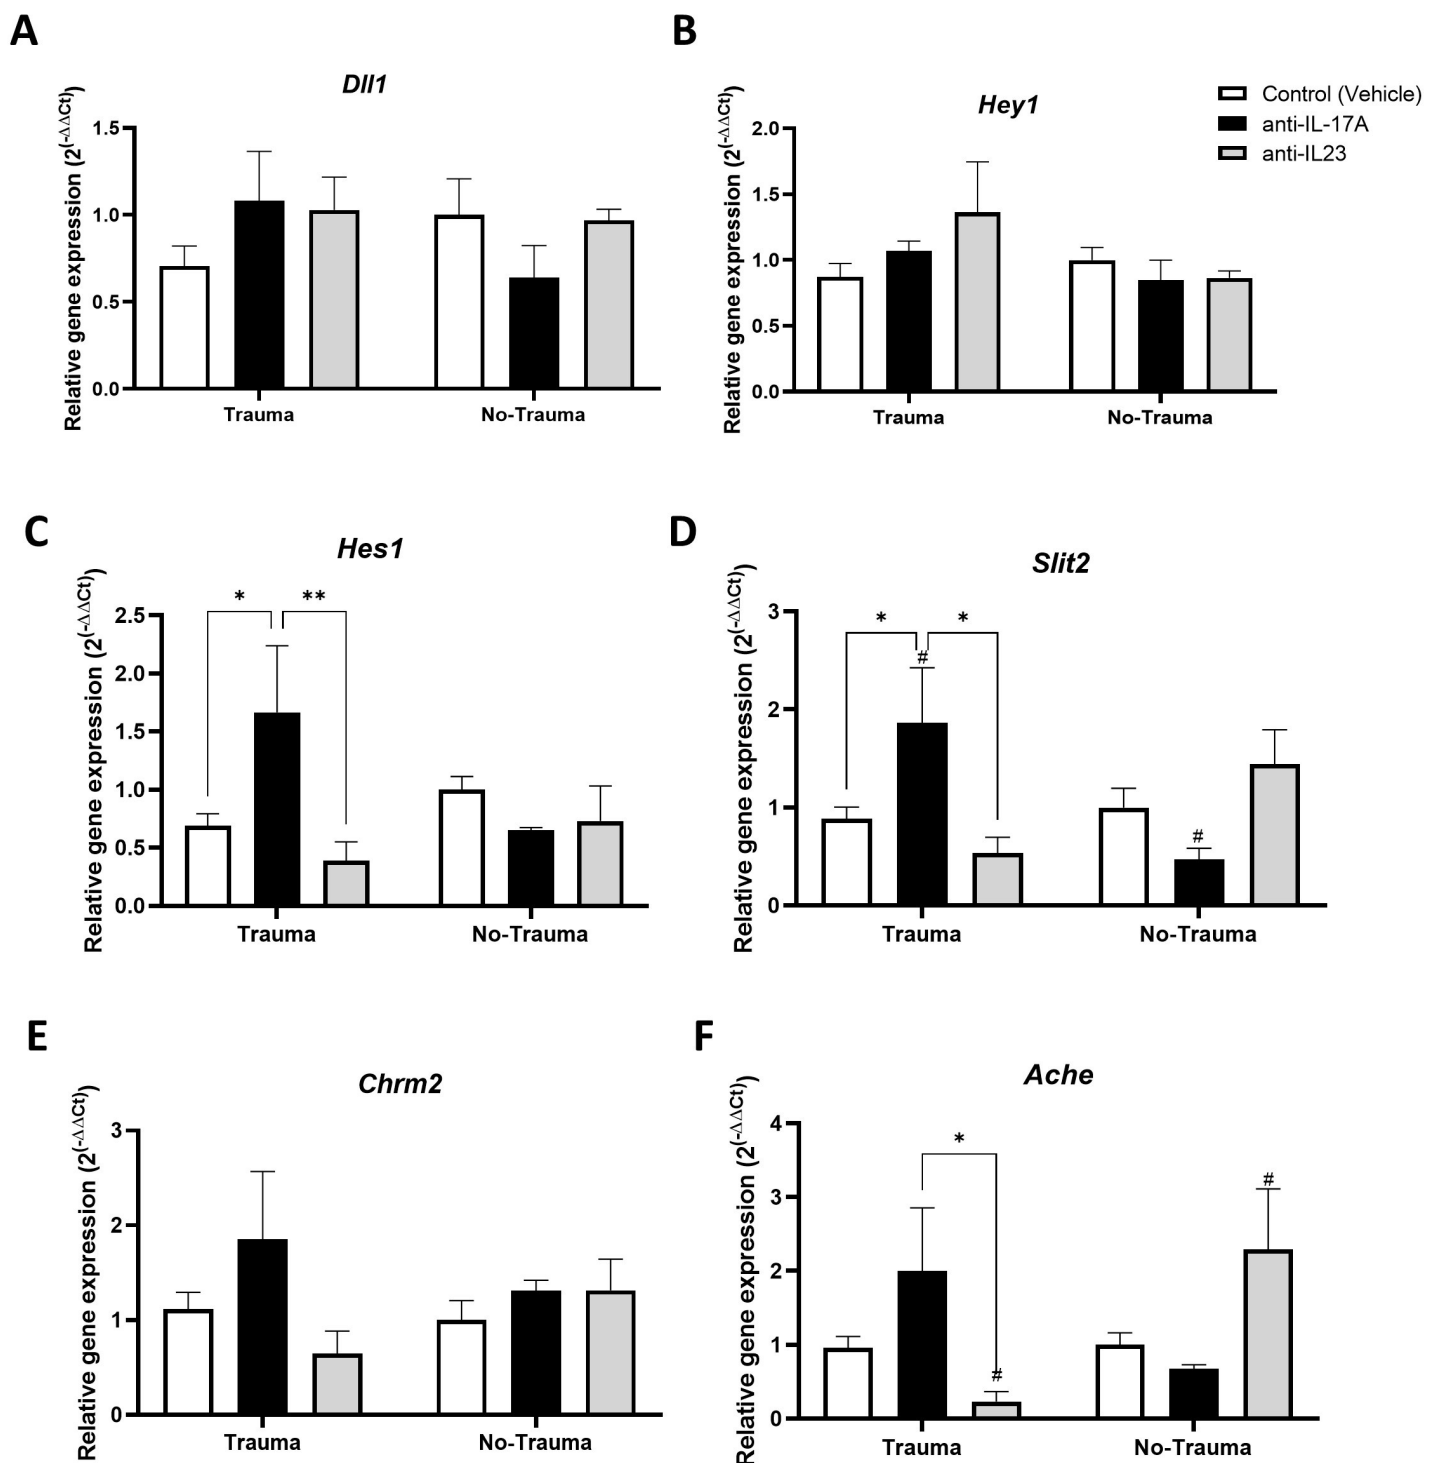 A
Dll1
Relative gene expression (2(-ΔΔCt))
1.5
1.0
0.5
0.0
Trauma
No-Trauma
B
Hey1
Relative gene expression (2(-ΔΔCt))
2.0
1.5
1.0
0.5
0.0
Trauma
No-Trauma
Control (Vehicle)
anti-IL-17A
anti-IL23
C
Hes1
Relative gene expression (2(-ΔΔCt))
2.5
2.0
1.5
1.0
0.5
0.0
*
**
Trauma
No-Trauma
D
Slit2
Relative gene expression (2(-ΔΔCt))
3
2
1
0
*
*
#
#
Trauma
No-Trauma
E
Chrm2
Relative gene expression (2(-ΔΔCt))
3
2
1
0
Trauma
No-Trauma
F
Ache
Relative gene expression (2(-ΔΔCt))
4
3
2
1
0
*
#
#
Trauma
No-Trauma